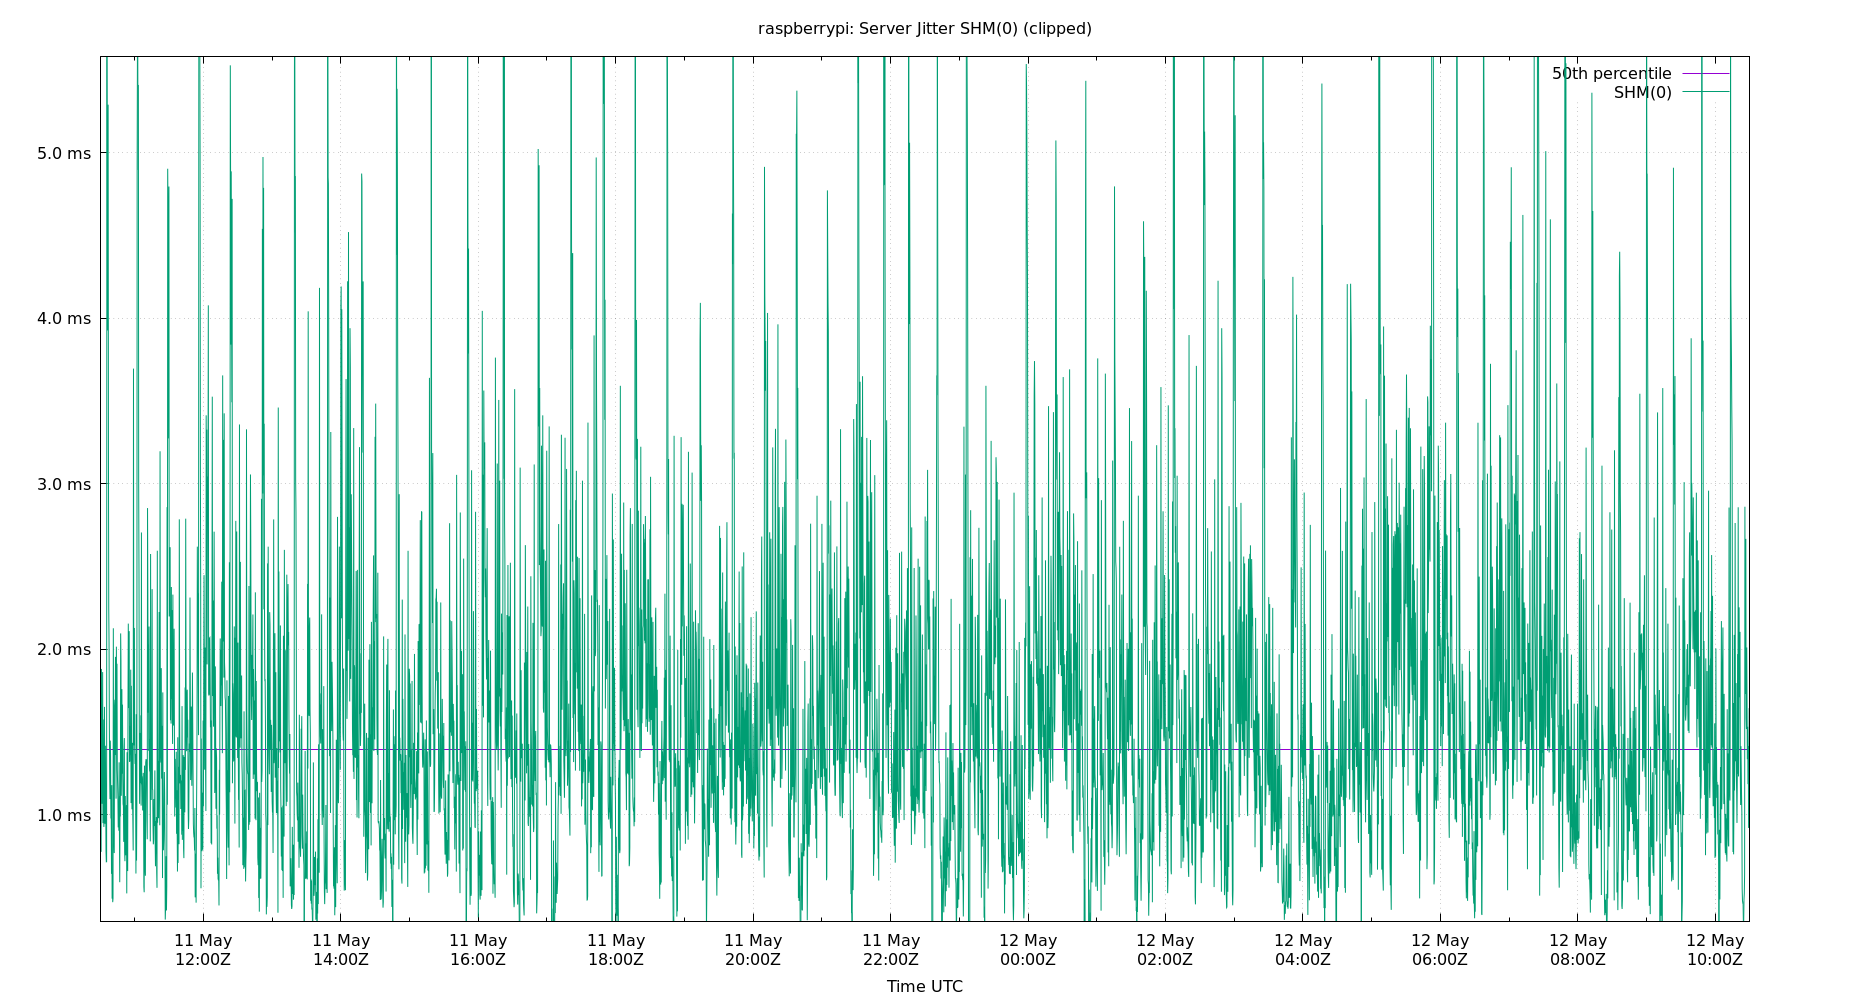 raspberrypi: Server Jitter SHM(0) (clipped)
50th percentile
SHM(0)
5.0 ms
4.0 ms
3.0 ms
2.0 ms
1.0 ms
11 May 11 May 11 May 11 May 11 May 11 May 12 May 12 May 12 May 12 May 12 May 12 May
12:00Z 14:00Z 16:00Z 18:00Z 20:00Z 22:00Z 00:00Z 02:00Z 04:00Z 06:00Z 08:00Z 10:00Z
Time UTC